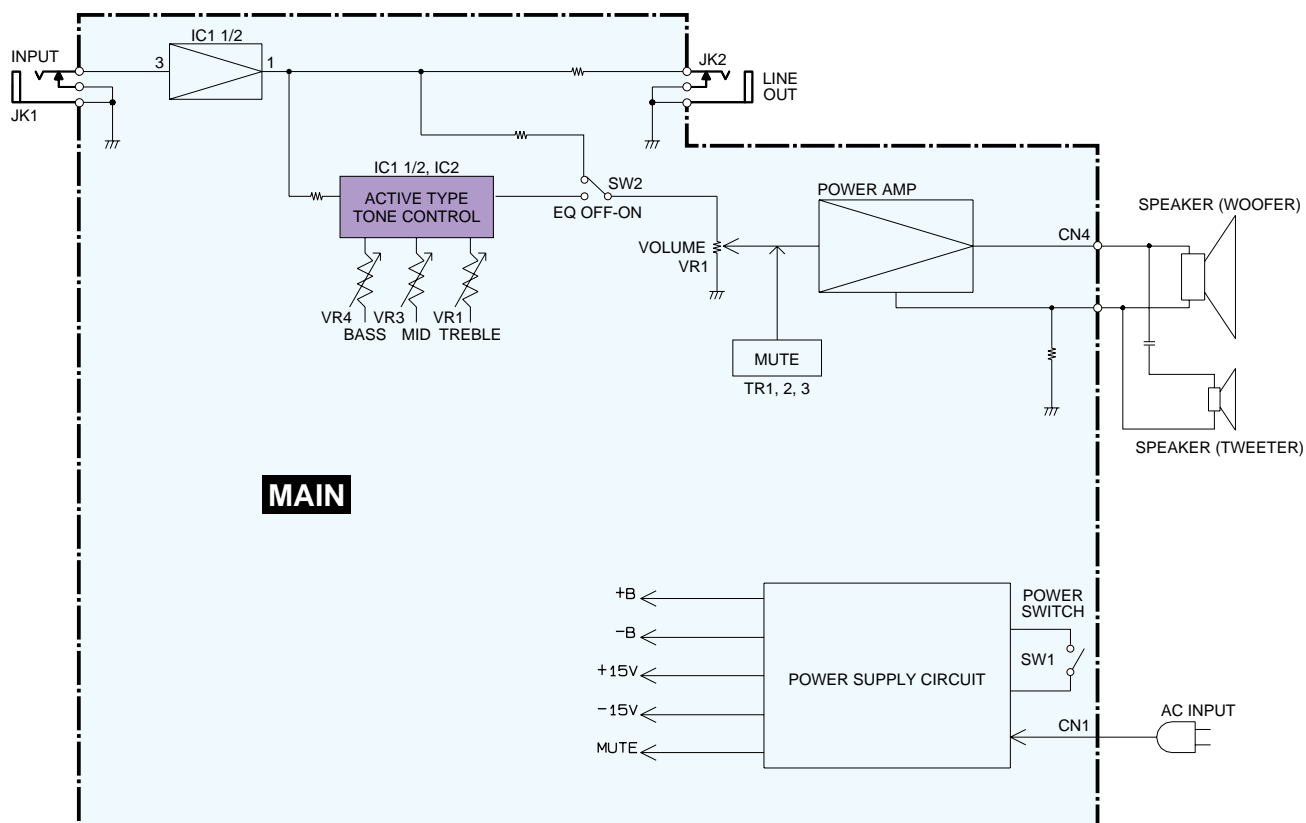 IC1 1/2
INPUT
3
1
JK1
JK2
LINE
OUT
IC1 1/2, IC2
ACTIVE TYPE
TONE CONTROL
SW2
EQ OFF-ON
VR4
BASS
VR3
MID
VR1
TREBLE
VOLUME
VR1
MUTE
TR1, 2, 3
POWER AMP
CN4
SPEAKER (WOOFER)
SPEAKER (TWEETER)
MAIN
+B
-B
+15V
-15V
MUTE
POWER SUPPLY CIRCUIT
POWER
SWITCH
SW1
CN1
AC INPUT